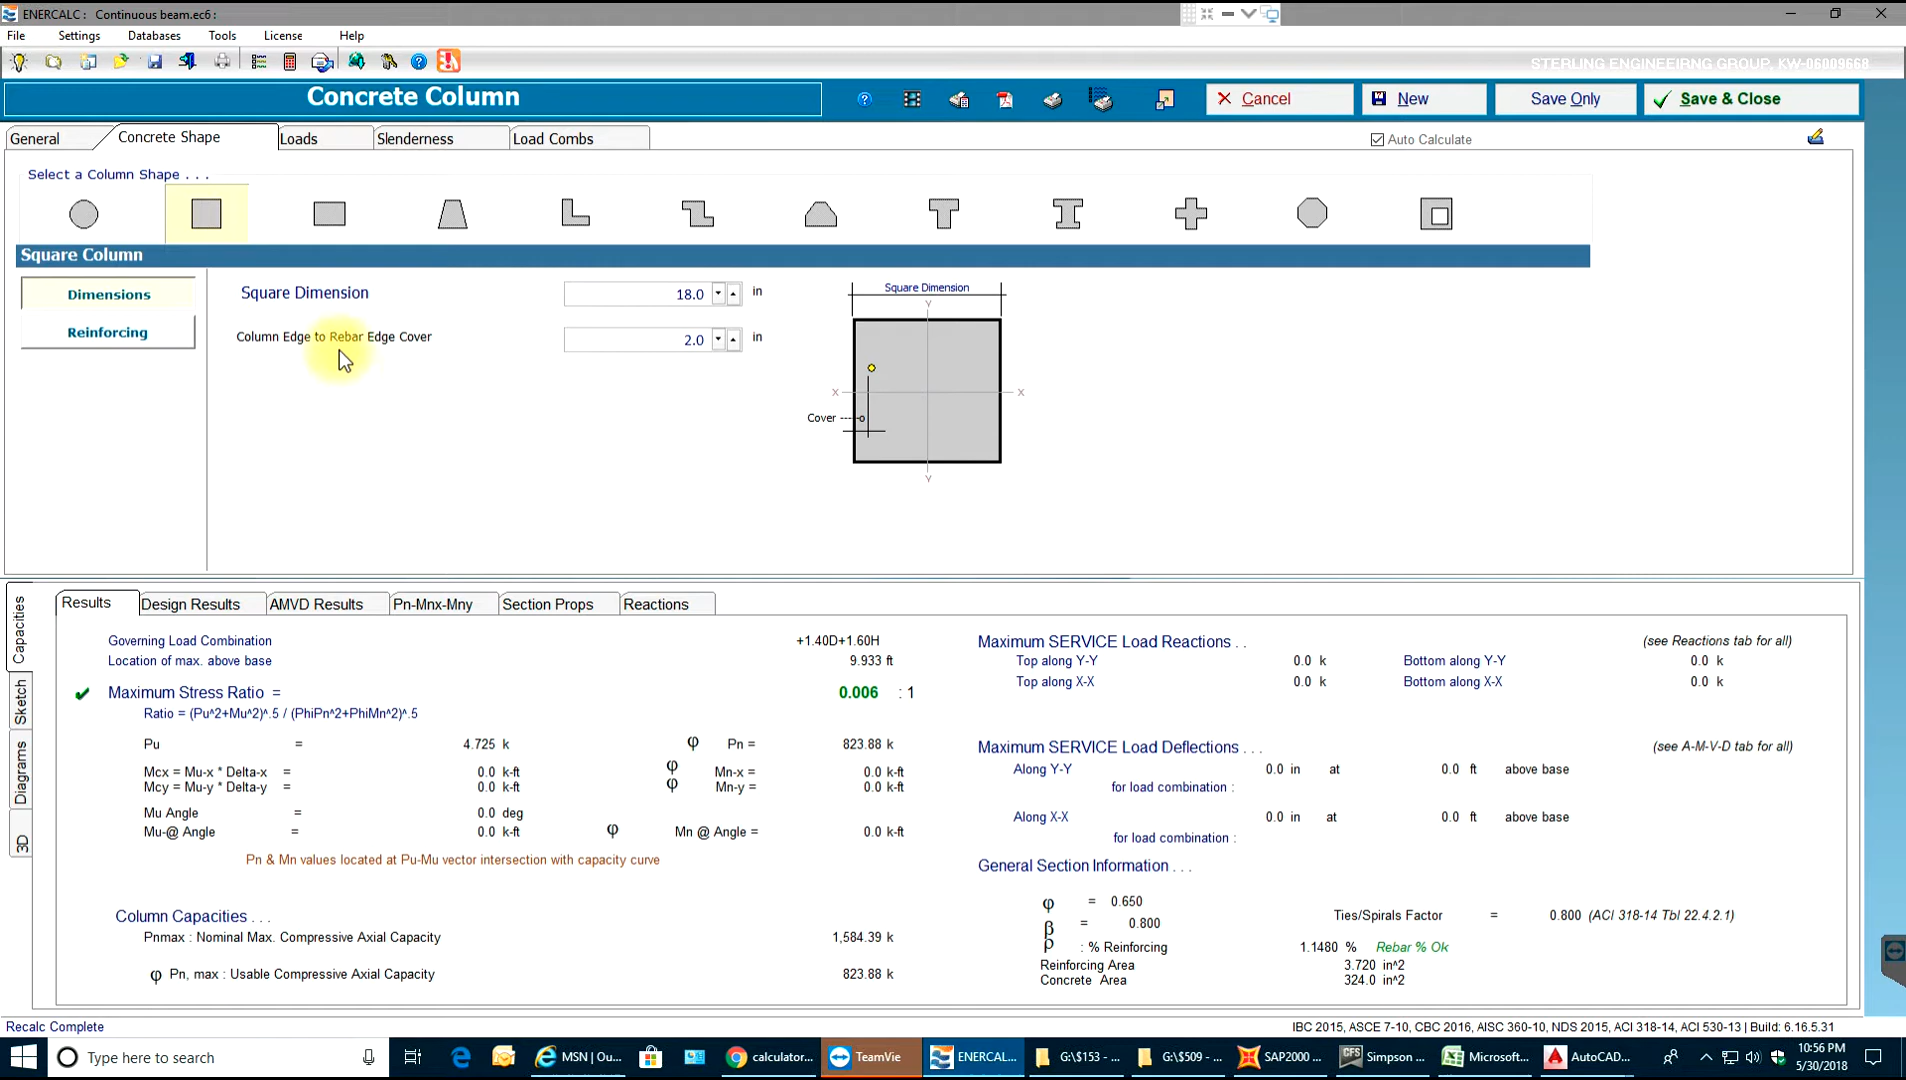 ENERCALC : Continuous beam.ec6 :
File Settings Databases Tools License Help
STERLING ENGINEEIRNG GROUP, KW-06009668
Concrete Column
Cancel New Save Only Save & Close
General Concrete Shape Loads Slenderness Load Combs
Auto Calculate
Select a Column Shape . . .
Square Column
Dimensions
Reinforcing
Square Dimension 18.0 in
Column Edge to Rebar Edge Cover 2.0 in
Square Dimension
Y
X X
Cover
Y
Capacities
Sketch
Diagrams
3D
Results Design Results AMVD Results Pn-Mnx-Mny Section Props Reactions
Governing Load Combination +1.40D+1.60H
Location of max. above base 9.933 ft
Maximum Stress Ratio = 0.006 : 1
Ratio = (Pu^2+Mu^2)^.5 / (PhiPn^2+PhiMn^2)^.5
Pu = 4.725 k φ Pn = 823.88 k
Mcx = Mu-x * Delta-x = 0.0 k-ft φ Mn-x = 0.0 k-ft
Mcy = Mu-y * Delta-y = 0.0 k-ft φ Mn-y = 0.0 k-ft
Mu Angle = 0.0 deg
Mu-@ Angle = 0.0 k-ft φ Mn @ Angle = 0.0 k-ft
Pn & Mn values located at Pu-Mu vector intersection with capacity curve
Column Capacities . . .
Pnmax : Nominal Max. Compressive Axial Capacity 1,584.39 k
φ Pn, max : Usable Compressive Axial Capacity 823.88 k
Maximum SERVICE Load Reactions . . (see Reactions tab for all)
Top along Y-Y 0.0 k Bottom along Y-Y 0.0 k
Top along X-X 0.0 k Bottom along X-X 0.0 k
Maximum SERVICE Load Deflections . . . (see A-M-V-D tab for all)
Along Y-Y 0.0 in at 0.0 ft above base
for load combination :
Along X-X 0.0 in at 0.0 ft above base
for load combination :
General Section Information . . .
φ = 0.650 Ties/Spirals Factor = 0.800 (ACI 318-14 Tbl 22.4.2.1)
β = 0.800
ρ : % Reinforcing 1.1480 % Rebar % Ok
Reinforcing Area 3.720 in^2
Concrete Area 324.0 in^2
Recalc Complete
IBC 2015, ASCE 7-10, CBC 2016, AISC 360-10, NDS 2015, ACI 318-14, ACI 530-13 | Build: 6.16.5.31
Type here to search
MSN | Ou... calculator... TeamVie ENERCAL... G:\$153 - ... G:\$509 - ... SAP2000 ... CFS Simpson ... Microsoft... AutoCAD...
10:56 PM
5/30/2018